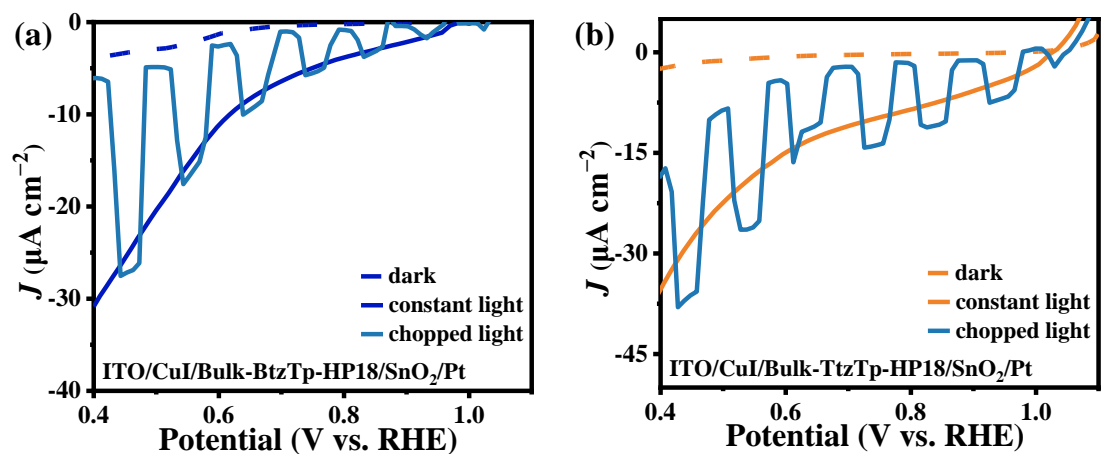 (a)
J (µA cm⁻²)
0
-10
-20
-30
-40
dark
constant light
chopped light
ITO/CuI/Bulk-BtzTp-HP18/SnO₂/Pt
0.4 0.6 0.8 1.0
Potential (V vs. RHE)
(b)
J (µA cm⁻²)
0
-15
-30
-45
dark
constant light
chopped light
ITO/CuI/Bulk-TtzTp-HP18/SnO₂/Pt
0.4 0.6 0.8 1.0
Potential (V vs. RHE)